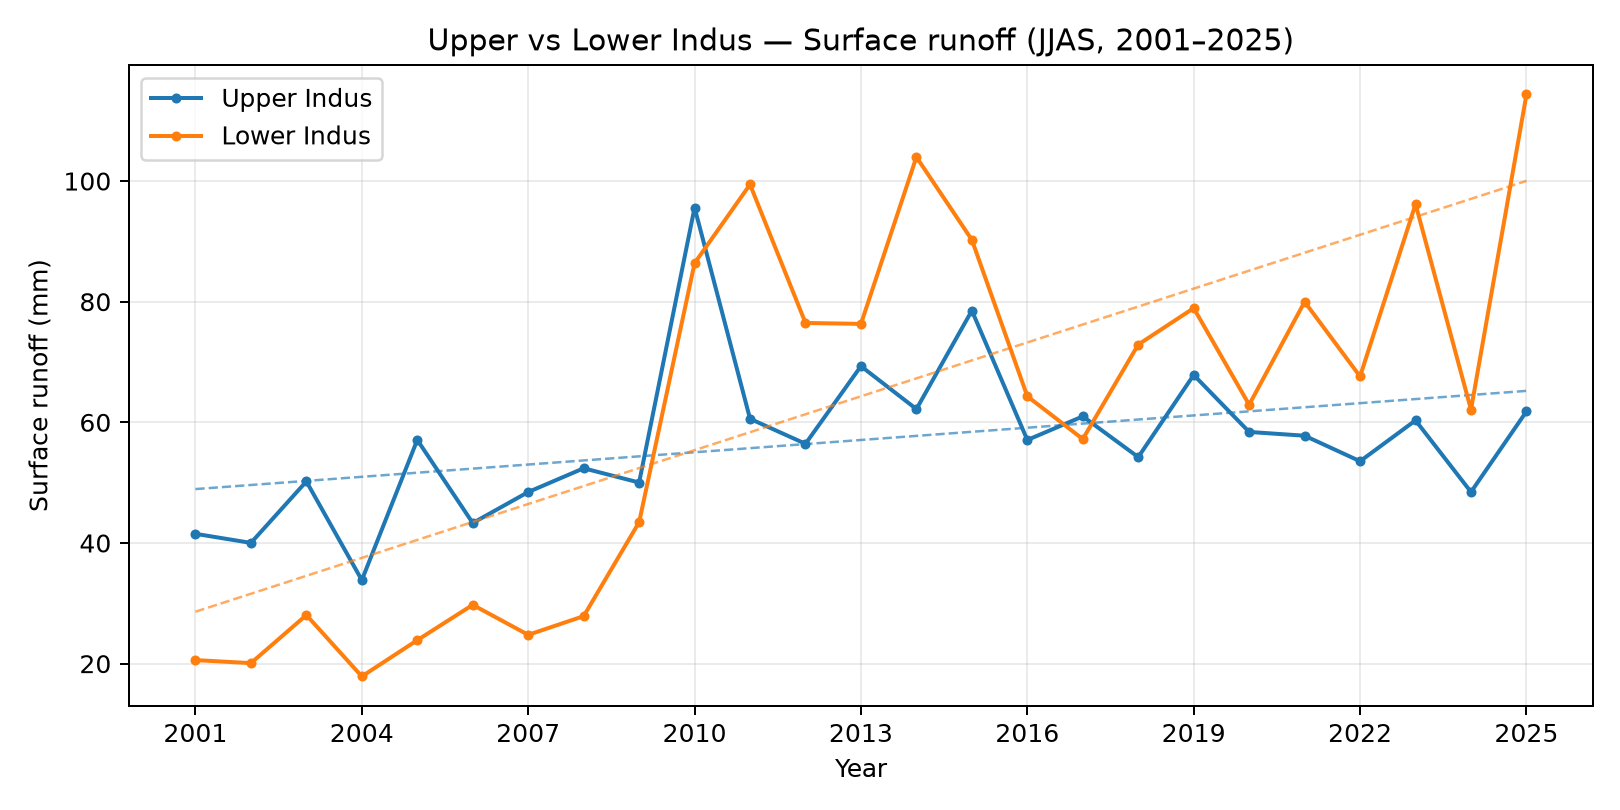 Upper vs Lower Indus — Surface runoff (JJAS, 2001–2025)
Upper Indus
Lower Indus
Surface runoff (mm)
100
80
60
40
20
2001 2004 2007 2010 2013 2016 2019 2022 2025
Year